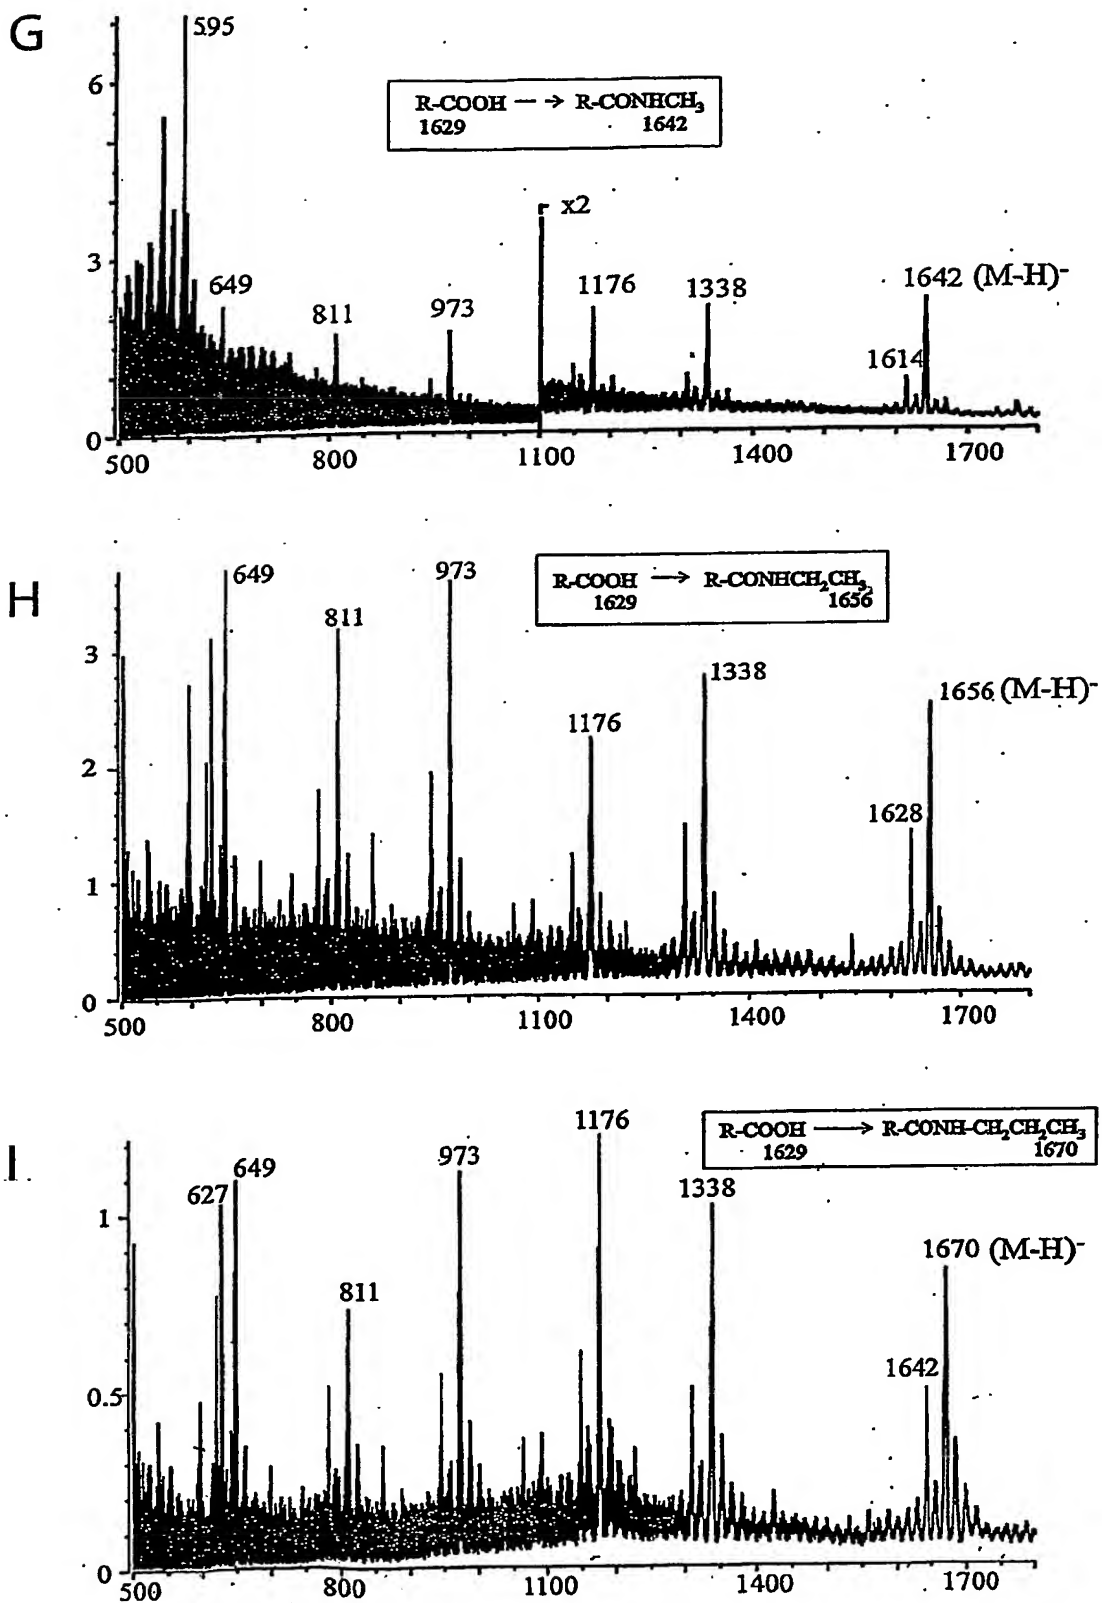 G
595
6
R-COOH --> R-CONHCH₃
1629 1642
x2
3
649
811
973
1176
1338
1642 (M-H)⁻
1614
0
500 800 1100 1400 1700
H
649
973
R-COOH → R-CONHCH₂CH₃
1629 1656
811
3
1338
1656 (M-H)⁻
1176
2
1628
1
0
500 800 1100 1400 1700
I
1176
R-COOH → R-CONH-CH₂CH₂CH₃
1629 1670
973
649
627
1338
1
1670 (M-H)⁻
811
1642
0.5
0
500 800 1100 1400 1700